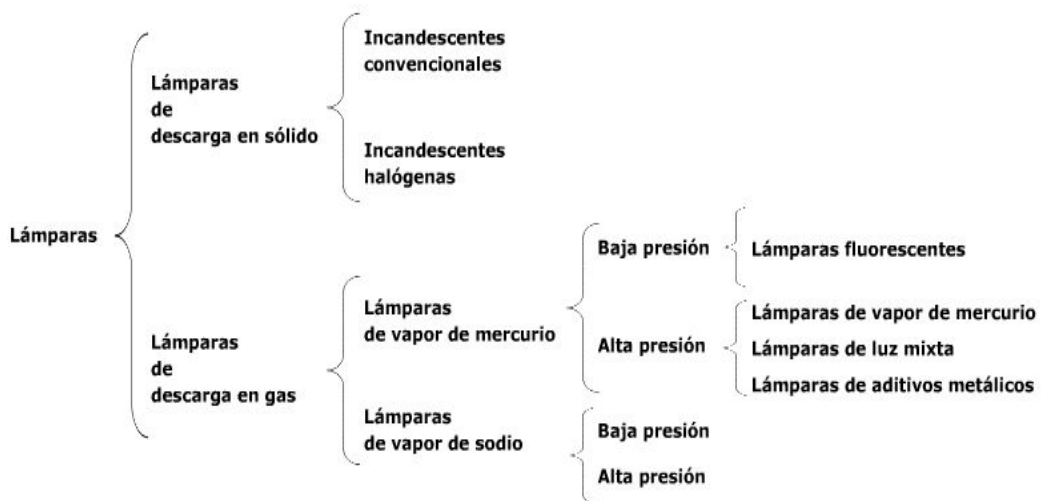 Lámparas
Lámparas
de
descarga en sólido
Incandescentes
convencionales
Incandescentes
halógenas
Lámparas
de
descarga en gas
Lámparas
de vapor de mercurio
Baja presión
Lámparas fluorescentes
Alta presión
Lámparas de vapor de mercurio
Lámparas de luz mixta
Lámparas de aditivos metálicos
Lámparas
de vapor de sodio
Baja presión
Alta presión